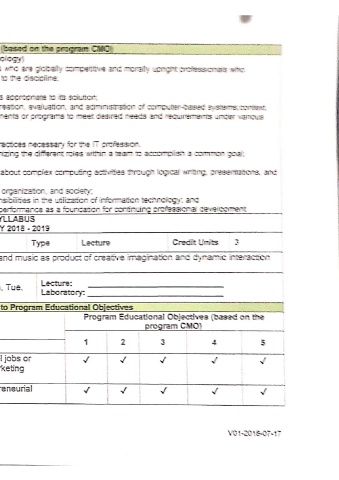 (based on the program CMO)
ology)
who are globally competitive and morally upright professionals who
to the discipline.
s appropriate to its solution;
reation, evaluation, and administration of computer-based systems/context,
nents or programs to meet desired needs and requirements under various
ractices necessary for the IT profession.
nizing the different roles within a team to accomplish a common goal;
about complex computing activities through logical writing, presentations, and
organization, and society;
nsibilities in the utilization of information technology; and
performance as a foundation for continuing professional development
YLLABUS
Y 2018 - 2019
Type Lecture Credit Units 3
and music as product of creative imagination and dynamic interaction
, Tue, Lecture:
Laboratory:
to Program Educational Objectives
Program Educational Objectives (based on the
program CMO)
1 2 3 4 5
l jobs or ✓ ✓ ✓ ✓ ✓
rketing
reneurial ✓ ✓ ✓ ✓ ✓
V01-2018-07-17